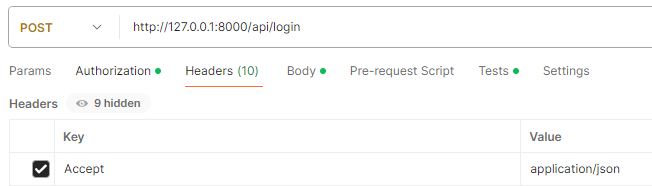 POST http://127.0.0.1:8000/api/login
Params Authorization Headers (10) Body Pre-request Script Tests Settings
Headers 9 hidden
Key Value
Accept application/json